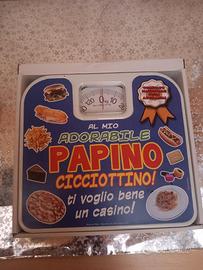 AL MIO
ADORABILE
PAPINO
CICCIOTTINO!
ti voglio bene
un casino!